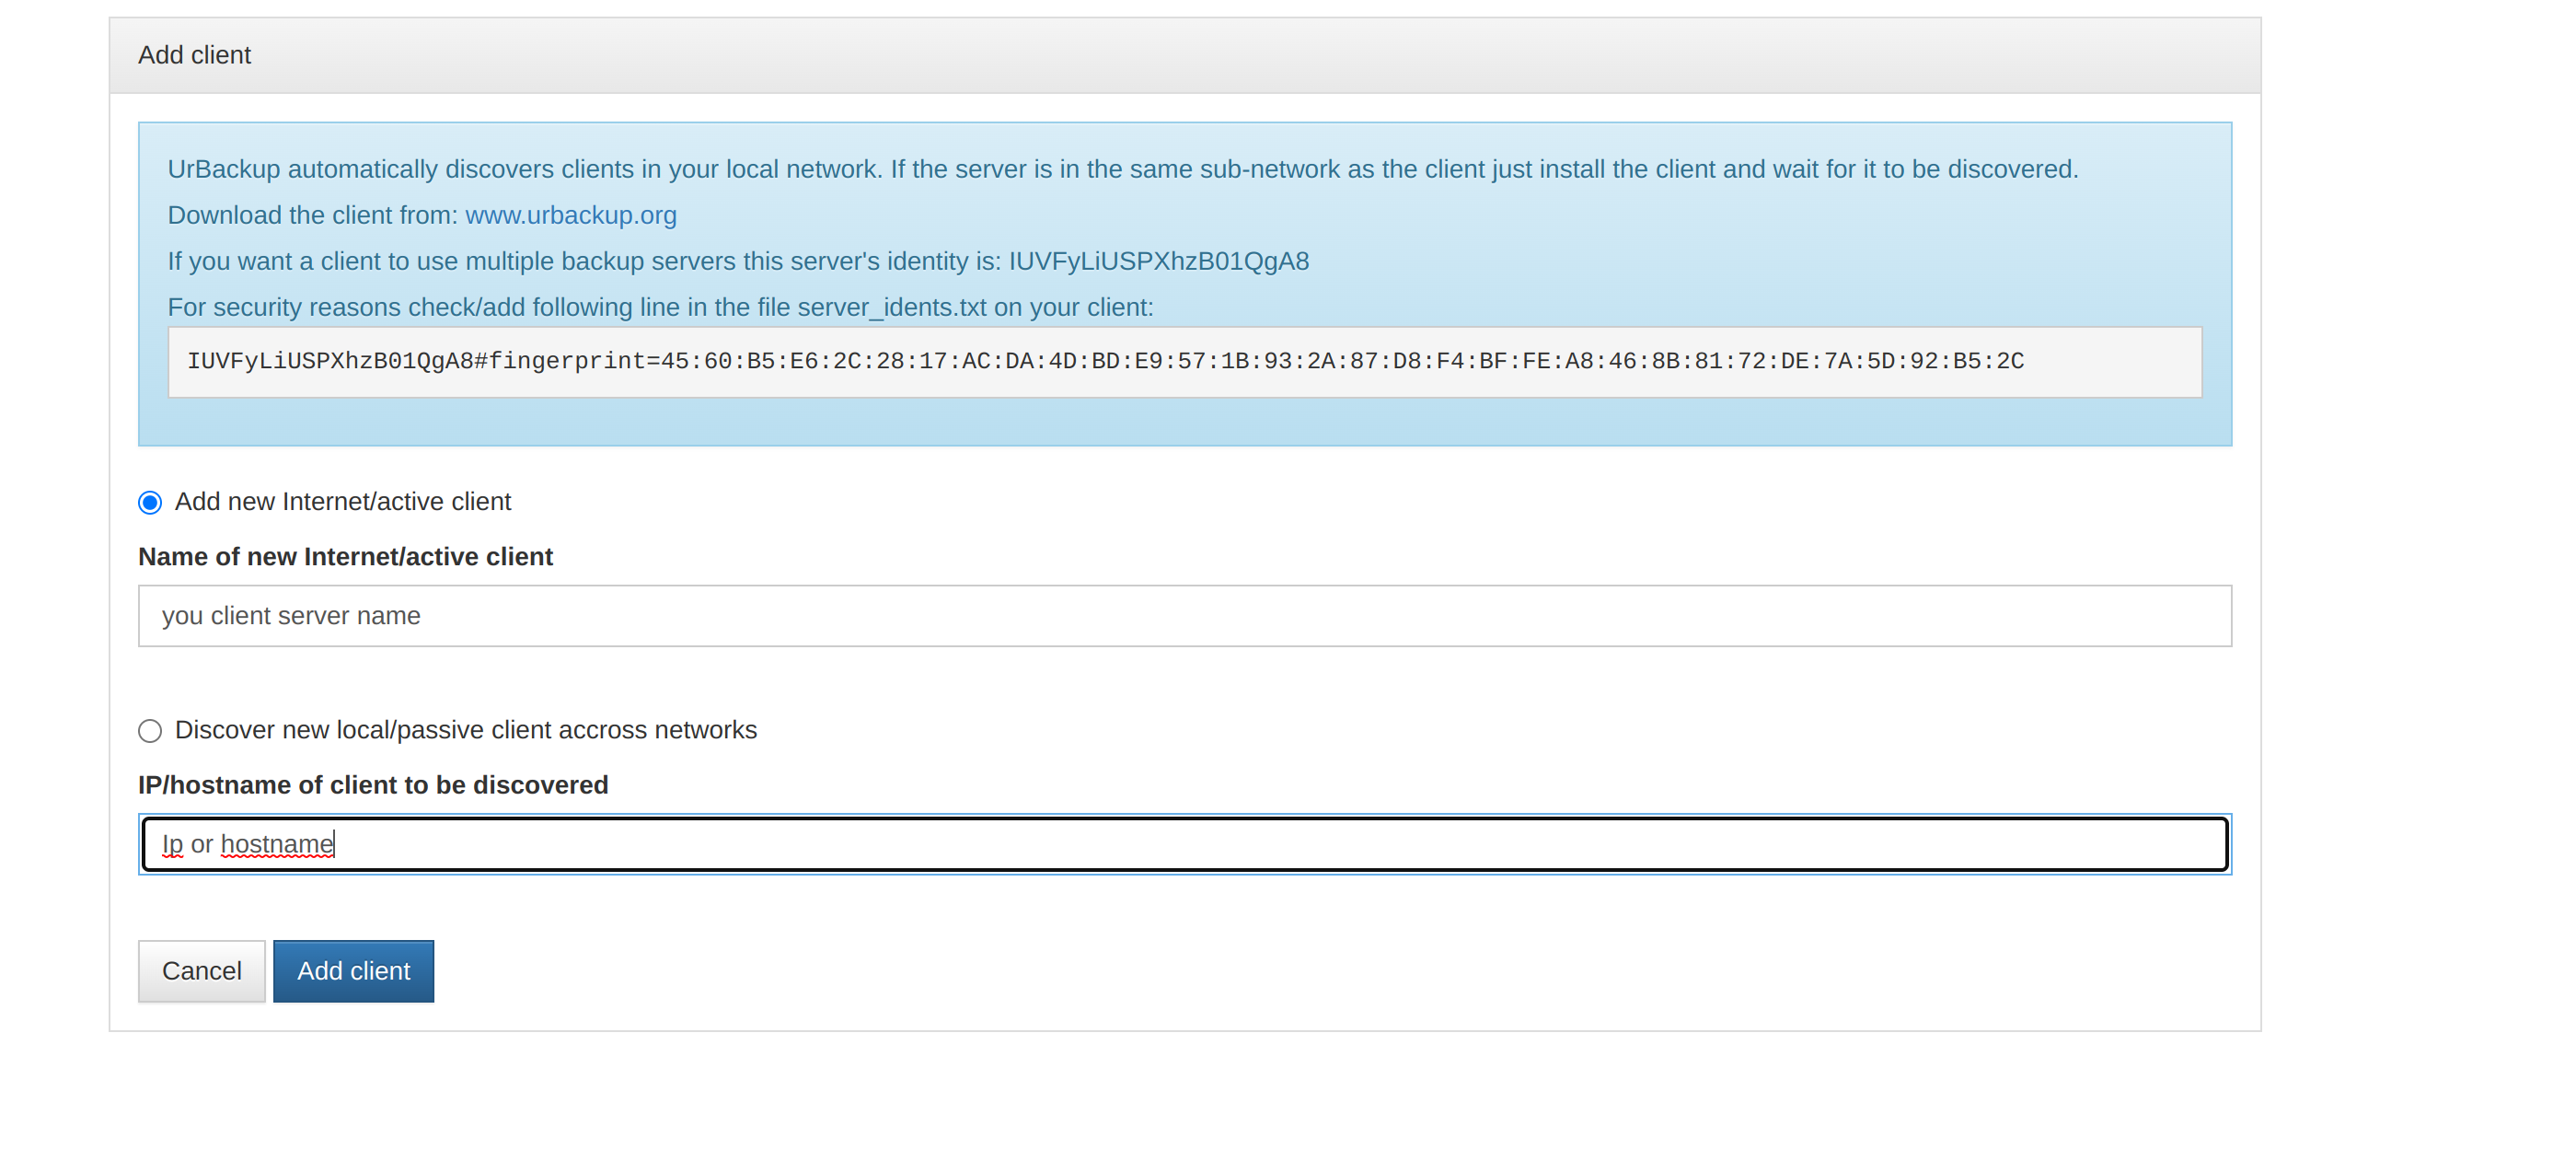 Add client
UrBackup automatically discovers clients in your local network. If the server is in the same sub-network as the client just install the client and wait for it to be discovered.
Download the client from: www.urbackup.org
If you want a client to use multiple backup servers this server's identity is: IUVFyLiUSPXhzB01QgA8
For security reasons check/add following line in the file server_idents.txt on your client:
IUVFyLiUSPXhzB01QgA8#fingerprint=45:60:B5:E6:2C:28:17:AC:DA:4D:BD:E9:57:1B:93:2A:87:D8:F4:BF:FE:A8:46:8B:81:72:DE:7A:5D:92:B5:2C
Add new Internet/active client
Name of new Internet/active client
you client server name
Discover new local/passive client accross networks
IP/hostname of client to be discovered
Ip or hostname
Cancel Add client